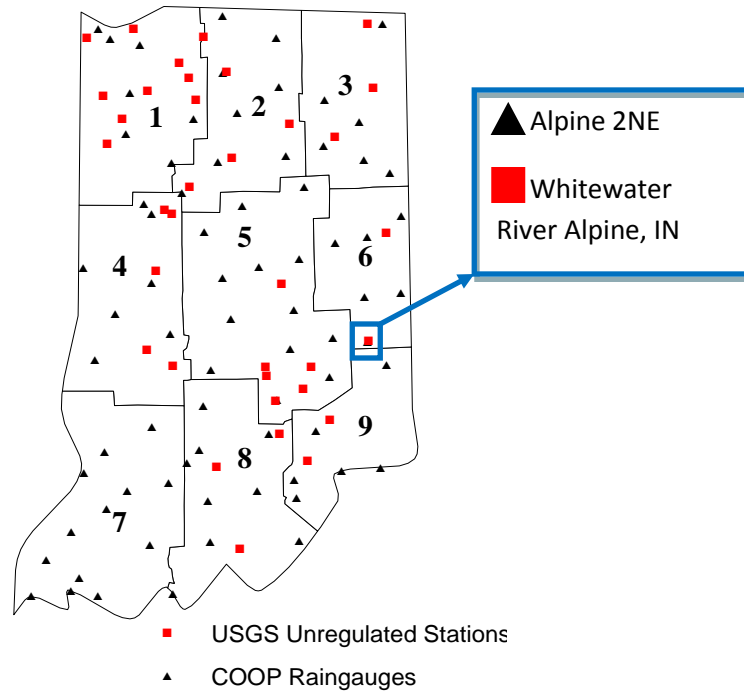 1
2
3
Alpine 2NE
Whitewater
River Alpine, IN
4
5
6
7
8
9
USGS Unregulated Stations
COOP Raingauges